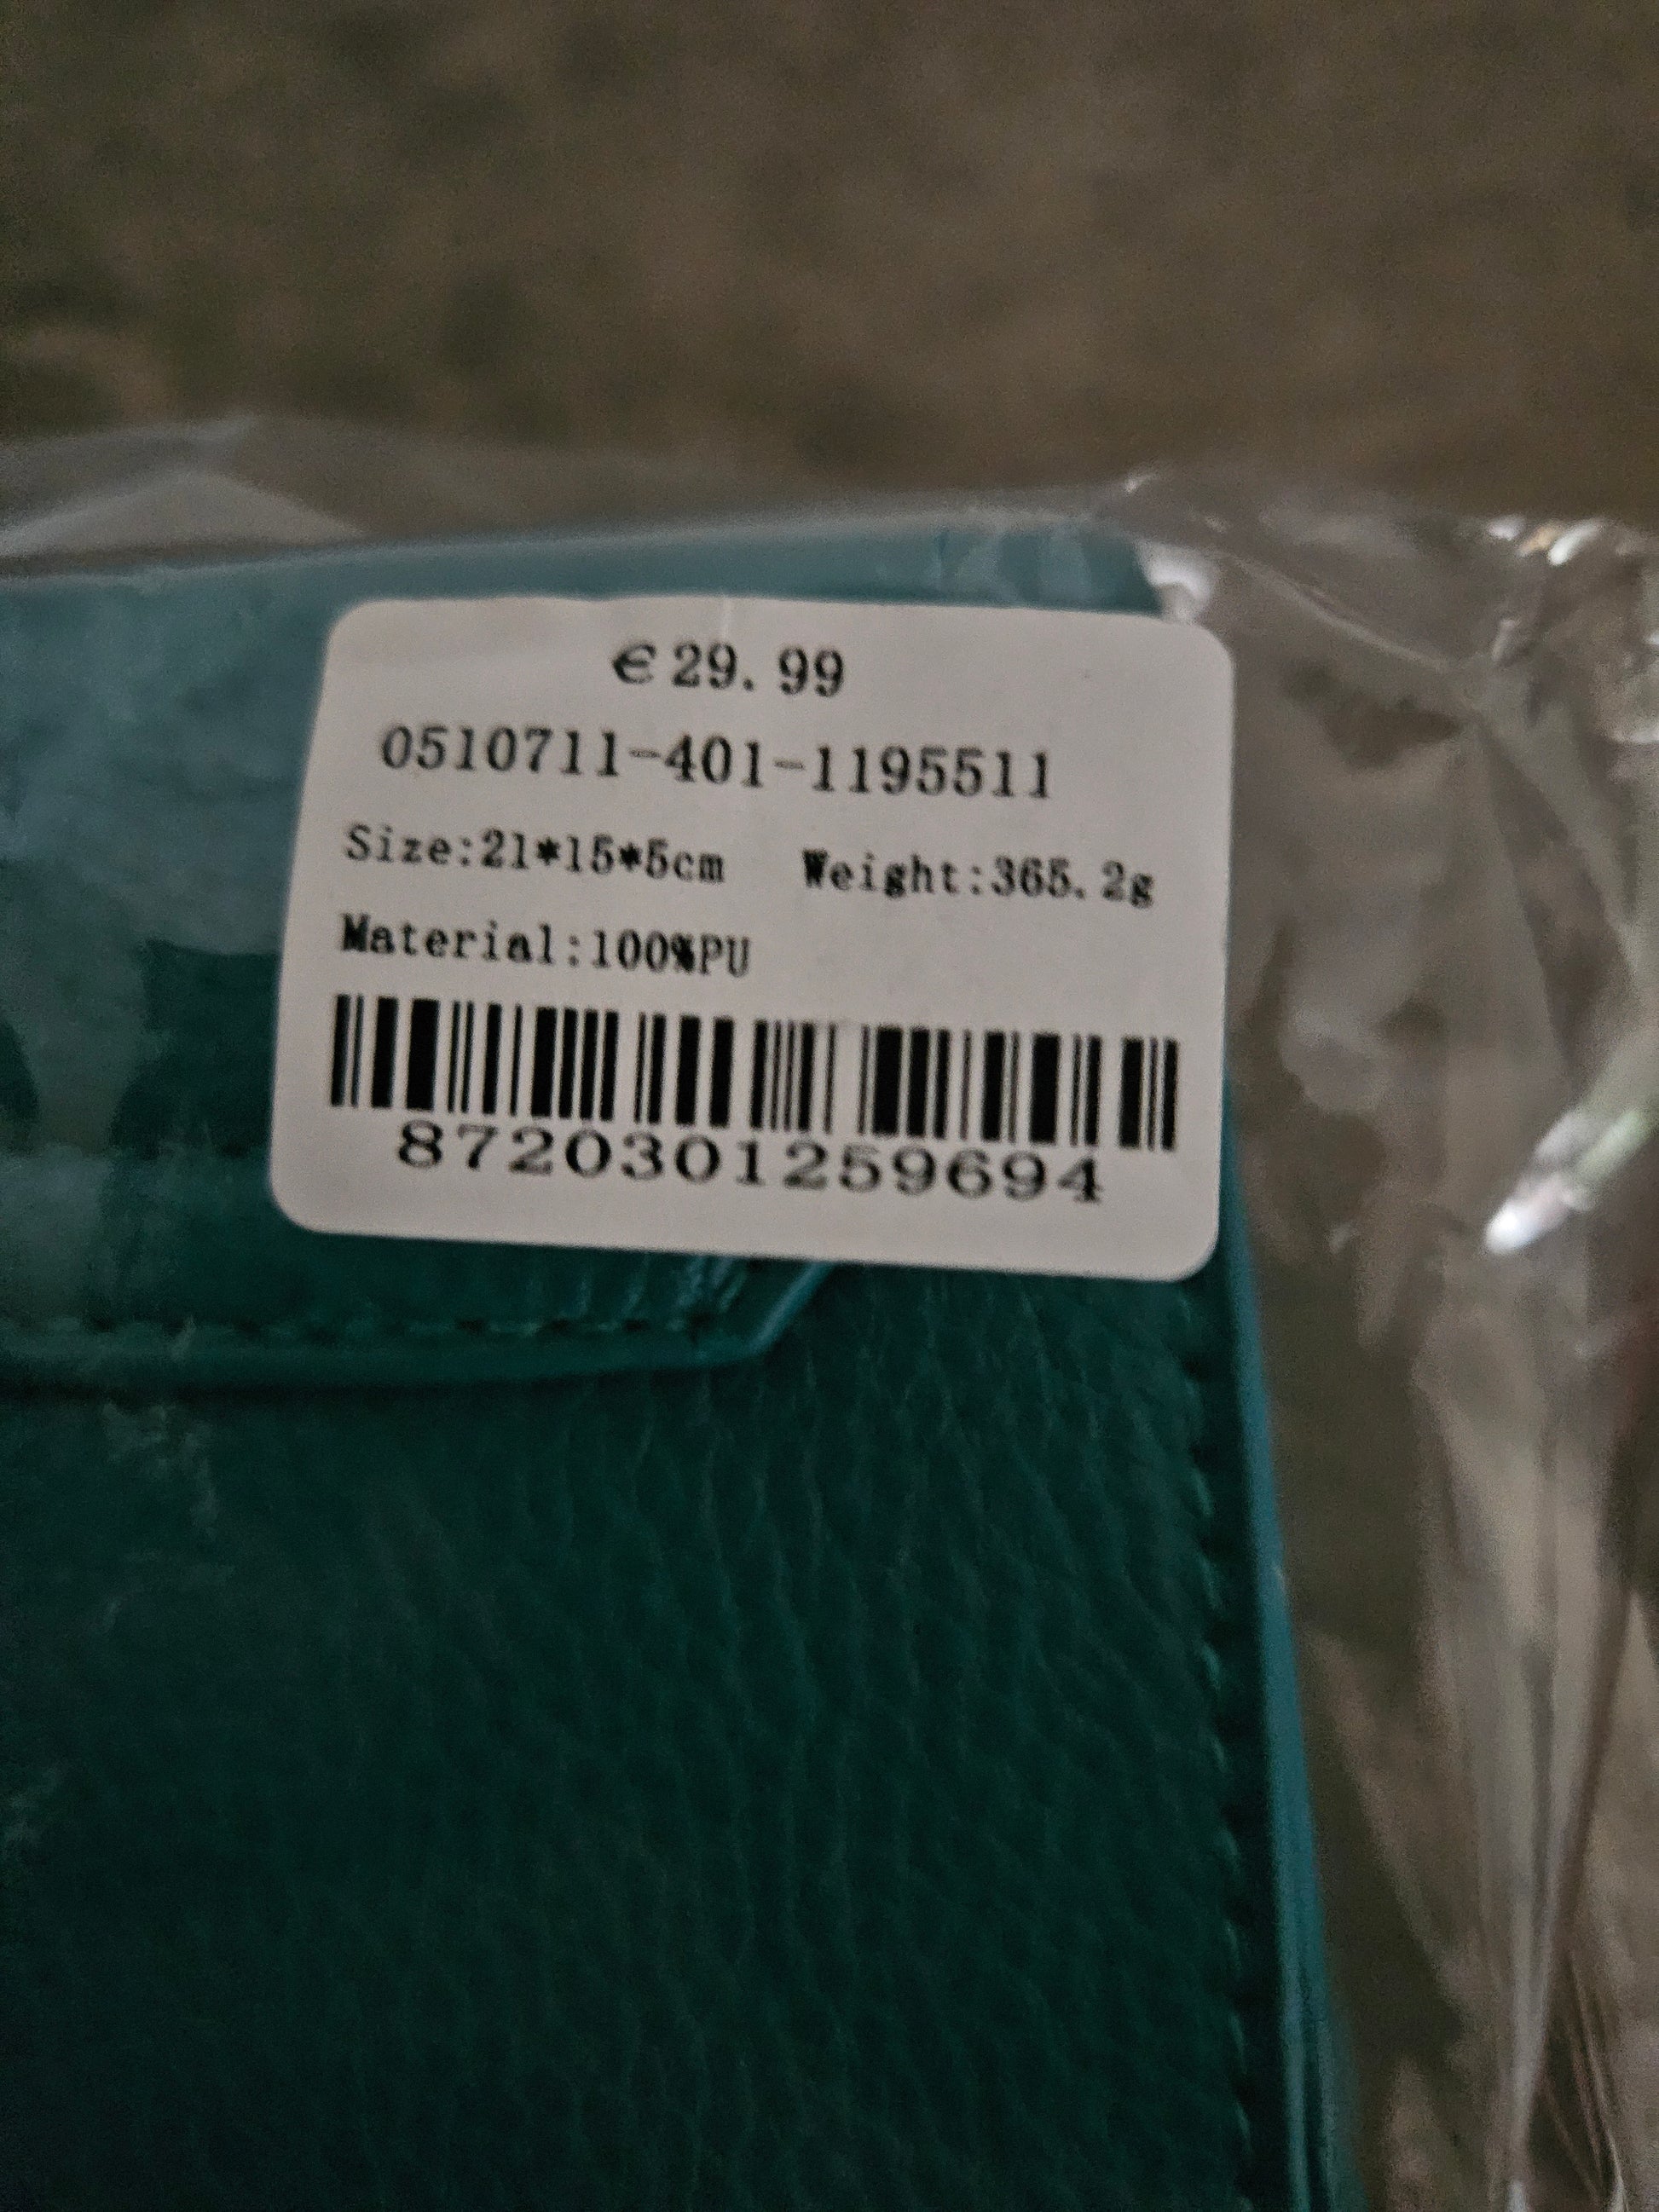 €29.99
0510711-401-1195511
Size:21*15*5cm Weight:365.2g
Material:100%PU
8720301259694